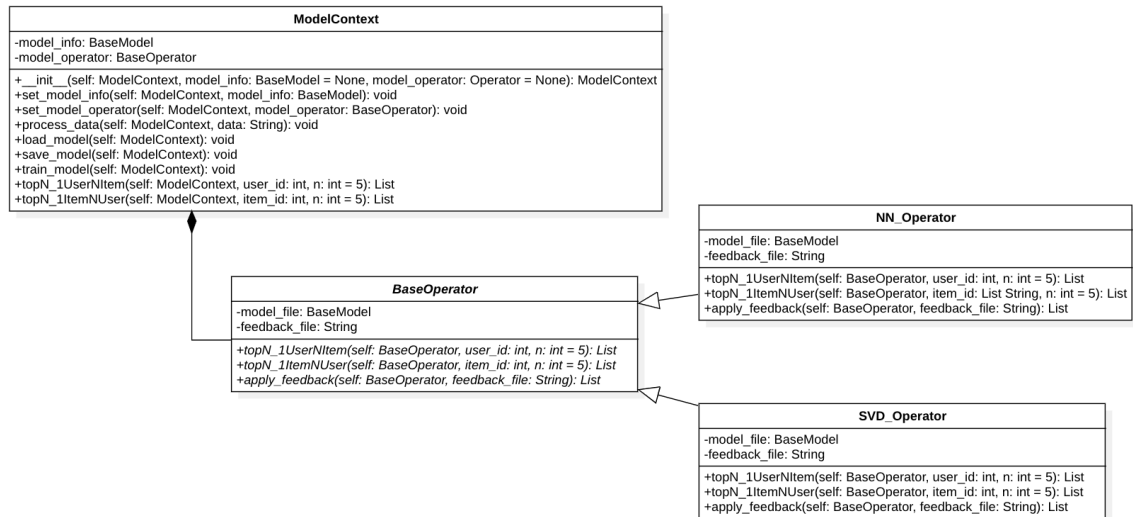 ModelContext
-model_info: BaseModel
-model_operator: BaseOperator
+__init__(self: ModelContext, model_info: BaseModel = None, model_operator: Operator = None): ModelContext
+set_model_info(self: ModelContext, model_info: BaseModel): void
+set_model_operator(self: ModelContext, model_operator: BaseOperator): void
+process_data(self: ModelContext, data: String): void
+load_model(self: ModelContext): void
+save_model(self: ModelContext): void
+train_model(self: ModelContext): void
+topN_1UserNItem(self: ModelContext, user_id: int, n: int = 5): List
+topN_1ItemNUser(self: ModelContext, item_id: int, n: int = 5): List
NN_Operator
-model_file: BaseModel
-feedback_file: String
+topN_1UserNItem(self: BaseOperator, user_id: int, n: int = 5): List
+topN_1ItemNUser(self: BaseOperator, item_id: List String, n: int = 5): List
+apply_feedback(self: BaseOperator, feedback_file: String): List
BaseOperator
-model_file: BaseModel
-feedback_file: String
+topN_1UserNItem(self: BaseOperator, user_id: int, n: int = 5): List
+topN_1ItemNUser(self: BaseOperator, item_id: int, n: int = 5): List
+apply_feedback(self: BaseOperator, feedback_file: String): List
SVD_Operator
-model_file: BaseModel
-feedback_file: String
+topN_1UserNItem(self: BaseOperator, user_id: int, n: int = 5): List
+topN_1ItemNUser(self: BaseOperator, item_id: int, n: int = 5): List
+apply_feedback(self: BaseOperator, feedback_file: String): List